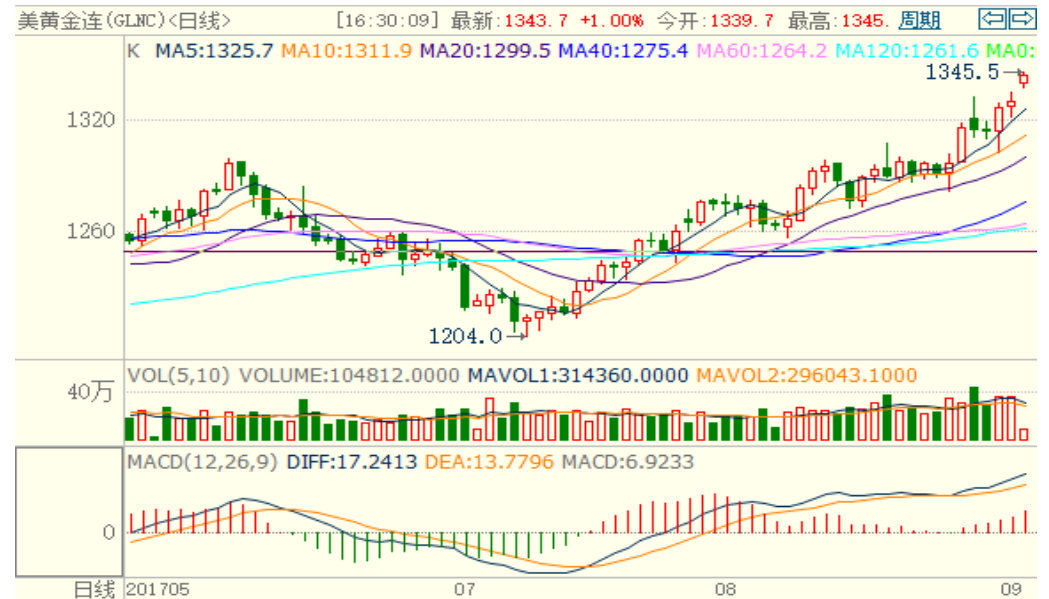 美黄金连(GLNC)<日线> [16:30:09] 最新:1343.7 +1.00% 今开:1339.7 最高:1345. 周期
K MA5:1325.7 MA10:1311.9 MA20:1299.5 MA40:1275.4 MA60:1264.2 MA120:1261.6 MA0:
1345.5
1320
1260
1204.0
VOL(5,10) VOLUME:104812.0000 MAVOL1:314360.0000 MAVOL2:296043.1000
40万
MACD(12,26,9) DIFF:17.2413 DEA:13.7796 MACD:6.9233
0
日线 201705 07 08 09